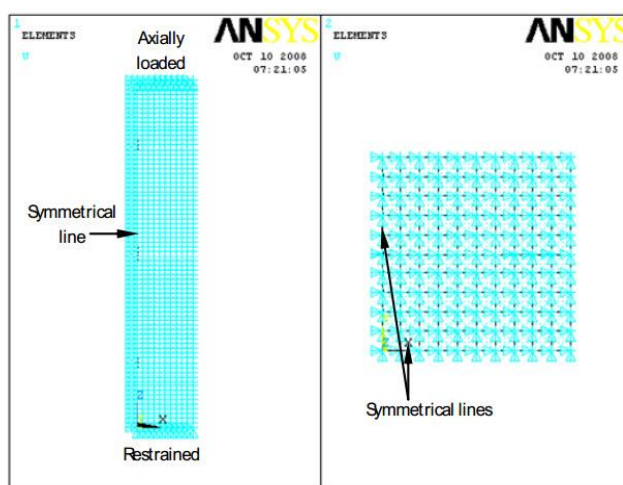 1
ELEMENTS
U
Axially
loaded
ANSYS
OCT 10 2008
07:21:05
Symmetrical
line
Z
X
Restrained
2
ELEMENTS
U
ANSYS
OCT 10 2008
07:21:05
Z
X
Symmetrical lines